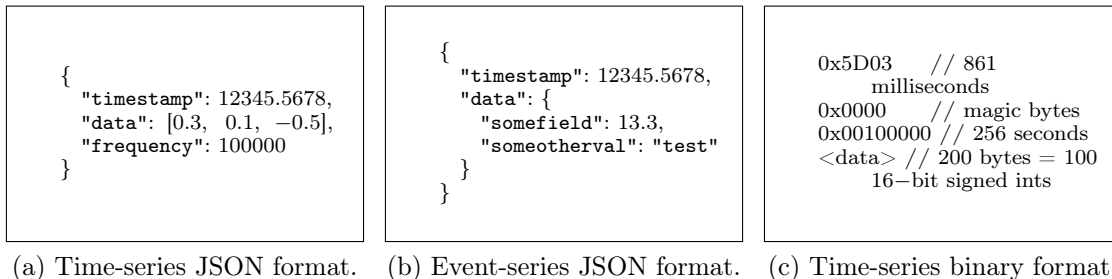 {
"timestamp": 12345.5678,
"data": [0.3, 0.1, −0.5],
"frequency": 100000
}
(a) Time-series JSON format.
{
"timestamp": 12345.5678,
"data": {
"somefield": 13.3,
"someotherval": "test"
}
}
(b) Event-series JSON format.
0x5D03 // 861
milliseconds
0x0000 // magic bytes
0x00100000 // 256 seconds
<data> // 200 bytes = 100
16−bit signed ints
(c) Time-series binary format